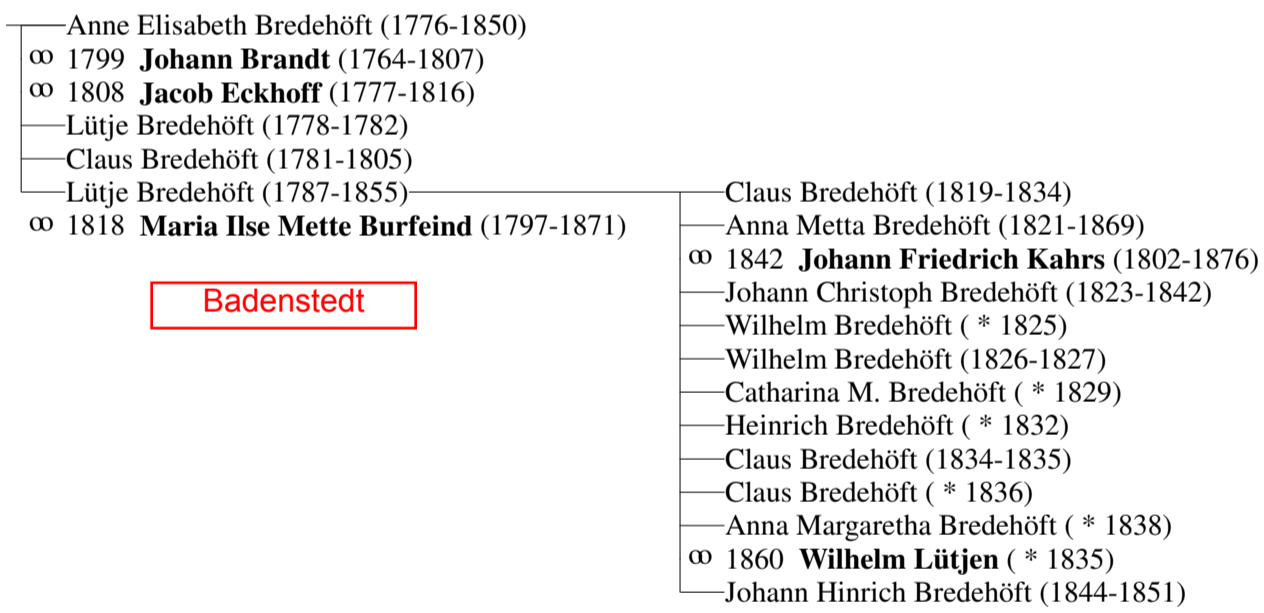 Anne Elisabeth Bredehöft (1776-1850)
∞ 1799 Johann Brandt (1764-1807)
∞ 1808 Jacob Eckhoff (1777-1816)
Lütje Bredehöft (1778-1782)
Claus Bredehöft (1781-1805)
Lütje Bredehöft (1787-1855)
∞ 1818 Maria Ilse Mette Burfeind (1797-1871)
Badenstedt
Claus Bredehöft (1819-1834)
Anna Metta Bredehöft (1821-1869)
∞ 1842 Johann Friedrich Kahrs (1802-1876)
Johann Christoph Bredehöft (1823-1842)
Wilhelm Bredehöft ( * 1825)
Wilhelm Bredehöft (1826-1827)
Catharina M. Bredehöft ( * 1829)
Heinrich Bredehöft ( * 1832)
Claus Bredehöft (1834-1835)
Claus Bredehöft ( * 1836)
Anna Margaretha Bredehöft ( * 1838)
∞ 1860 Wilhelm Lütjen ( * 1835)
Johann Hinrich Bredehöft (1844-1851)